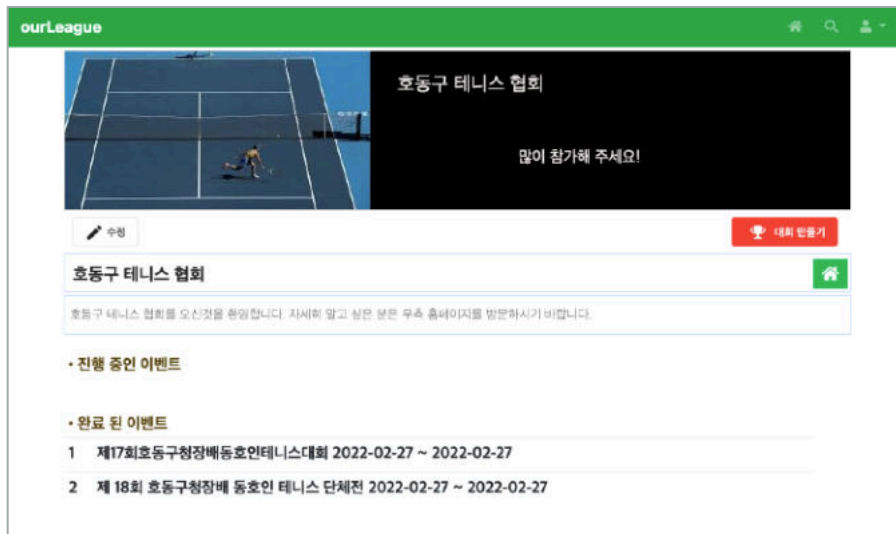 ourLeague
호동구 테니스 협회
많이 참가해 주세요!
수정
대회 만들기
호동구 테니스 협회
호동구 테니스 협회를 오신것을 환영합니다. 자세히 알고 싶은 분은 우측 홈페이지를 방문하시기 바랍니다.
• 진행 중인 이벤트
• 완료 된 이벤트
1 제17회호동구청장배동호인테니스대회 2022-02-27 ~ 2022-02-27
2 제 18회 호동구청장배 동호인 테니스 단체전 2022-02-27 ~ 2022-02-27